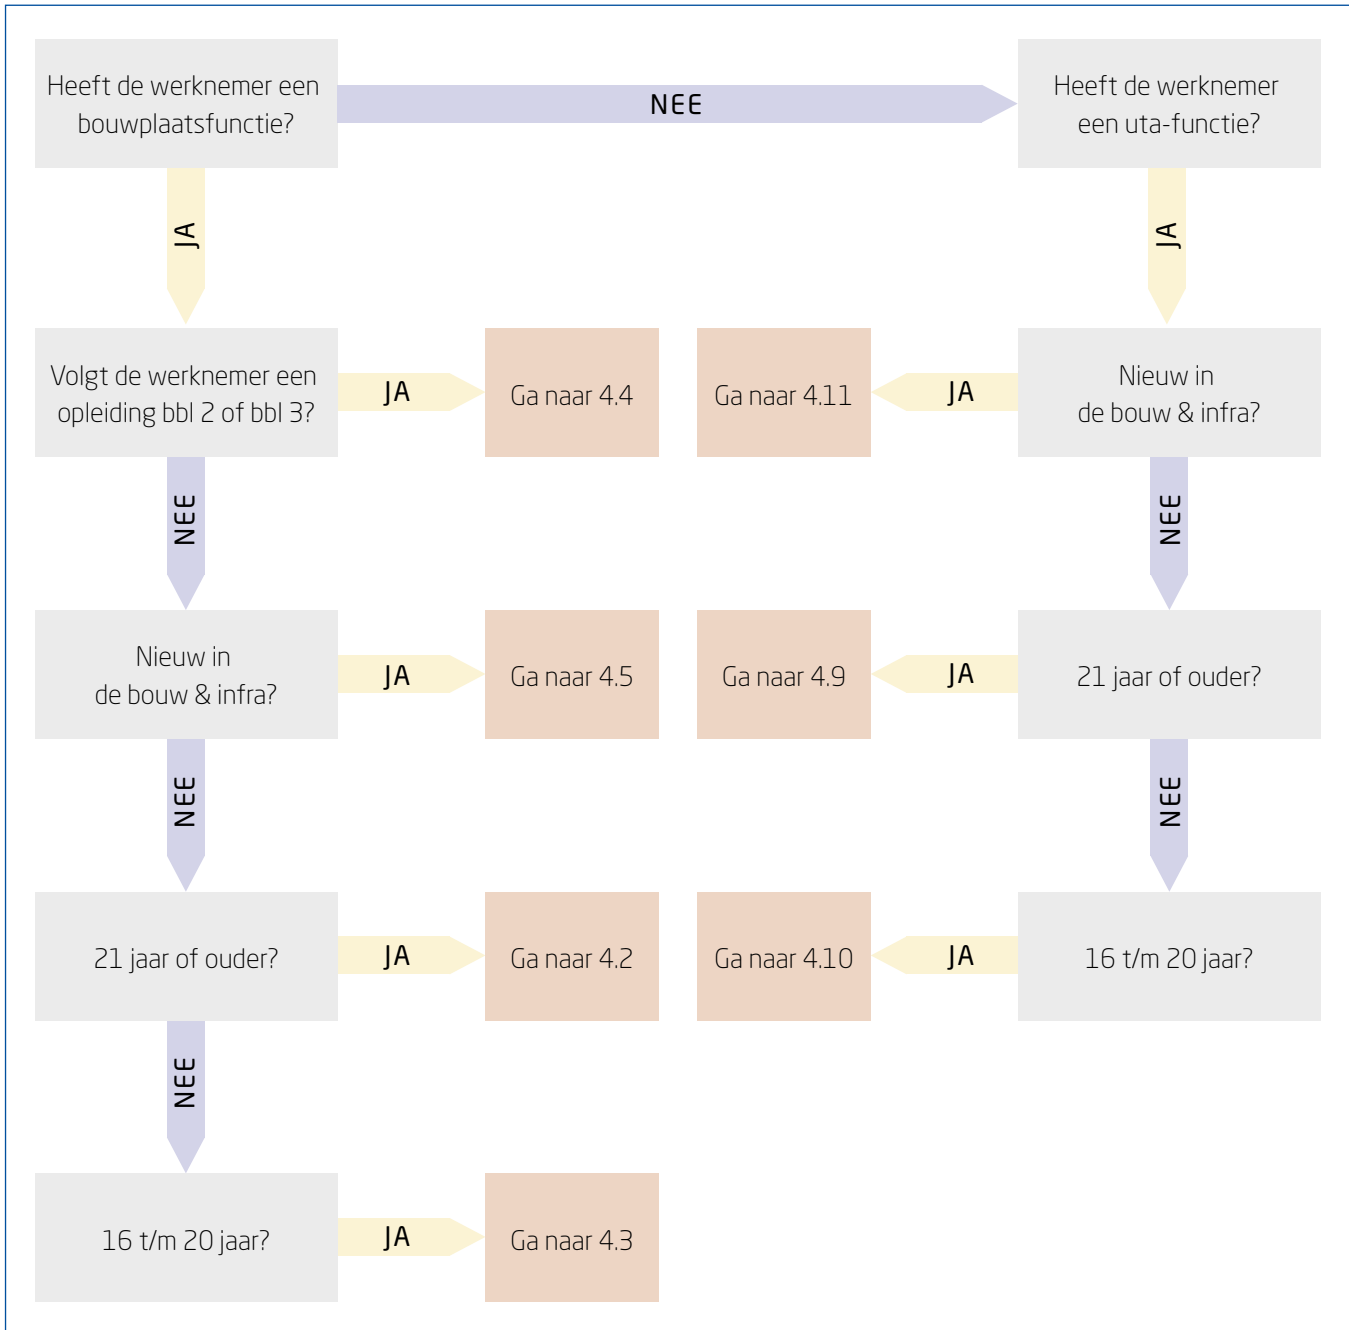 Heeft de werknemer een
bouwplaatsfunctie?
NEE
Heeft de werknemer
een uta-functie?
JA
JA
Volgt de werknemer een
opleiding bbl 2 of bbl 3?
JA
Ga naar 4.4
Ga naar 4.11
JA
Nieuw in
de bouw & infra?
NEE
NEE
Nieuw in
de bouw & infra?
JA
Ga naar 4.5
Ga naar 4.9
JA
21 jaar of ouder?
NEE
NEE
21 jaar of ouder?
JA
Ga naar 4.2
Ga naar 4.10
JA
16 t/m 20 jaar?
NEE
16 t/m 20 jaar?
JA
Ga naar 4.3